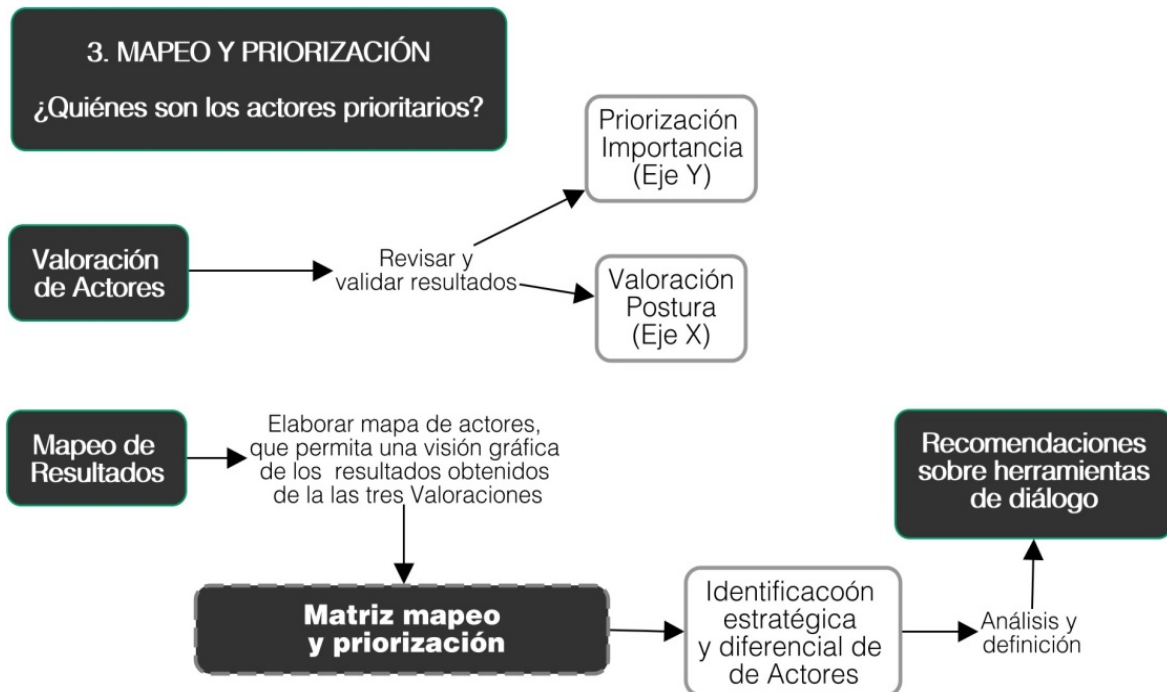 3. MAPEO Y PRIORIZACIÓN
¿Quiénes son los actores prioritarios?
Priorización
Importancia
(Eje Y)
Valoración
de Actores
Revisar y
validar resultados
Valoración
Postura
(Eje X)
Mapeo de
Resultados
Elaborar mapa de actores,
que permita una visión gráfica
de los resultados obtenidos
de la las tres Valoraciones
Recomendaciones
sobre herramientas
de diálogo
Matriz mapeo
y priorización
Identificacoón
estratégica
y diferencial de
de Actores
Análisis y
definición